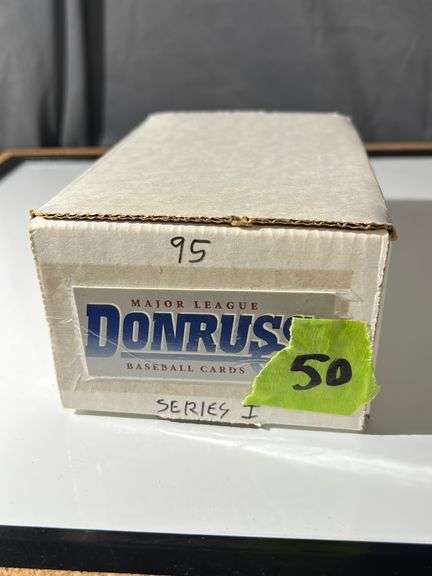 95
MAJOR LEAGUE
DONRUSS
BASEBALL CARDS
50
SERIES I